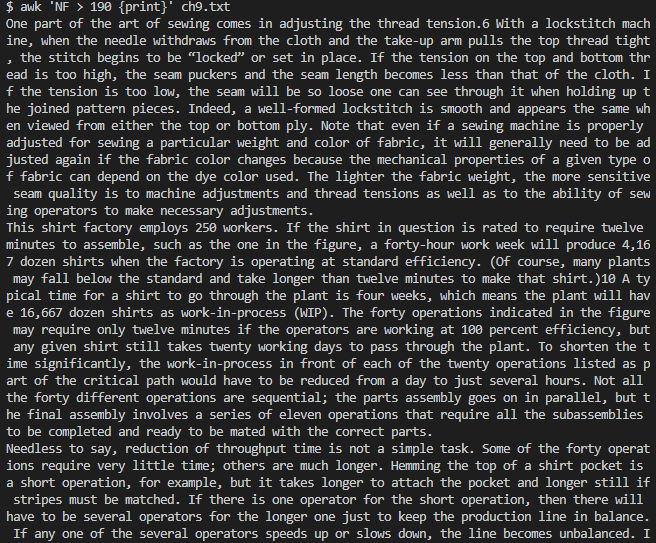 $ awk 'NF > 190 {print}' ch9.txt
One part of the art of sewing comes in adjusting the thread tension.6 With a lockstitch mach
ine, when the needle withdraws from the cloth and the take-up arm pulls the top thread tight
, the stitch begins to be “locked” or set in place. If the tension on the top and bottom thr
ead is too high, the seam puckers and the seam length becomes less than that of the cloth. I
f the tension is too low, the seam will be so loose one can see through it when holding up t
he joined pattern pieces. Indeed, a well-formed lockstitch is smooth and appears the same wh
en viewed from either the top or bottom ply. Note that even if a sewing machine is properly
adjusted for sewing a particular weight and color of fabric, it will generally need to be ad
justed again if the fabric color changes because the mechanical properties of a given type o
f fabric can depend on the dye color used. The lighter the fabric weight, the more sensitive
 seam quality is to machine adjustments and thread tensions as well as to the ability of sew
ing operators to make necessary adjustments.
This shirt factory employs 250 workers. If the shirt in question is rated to require twelve
minutes to assemble, such as the one in the figure, a forty-hour work week will produce 4,16
7 dozen shirts when the factory is operating at standard efficiency. (Of course, many plants
 may fall below the standard and take longer than twelve minutes to make that shirt.)10 A ty
pical time for a shirt to go through the plant is four weeks, which means the plant will hav
e 16,667 dozen shirts as work-in-process (WIP). The forty operations indicated in the figure
 may require only twelve minutes if the operators are working at 100 percent efficiency, but
 any given shirt still takes twenty working days to pass through the plant. To shorten the t
ime significantly, the work-in-process in front of each of the twenty operations listed as p
art of the critical path would have to be reduced from a day to just several hours. Not all
the forty different operations are sequential; the parts assembly goes on in parallel, but t
he final assembly involves a series of eleven operations that require all the subassemblies
to be completed and ready to be mated with the correct parts.
Needless to say, reduction of throughput time is not a simple task. Some of the forty operat
ions require very little time; others are much longer. Hemming the top of a shirt pocket is
a short operation, for example, but it takes longer to attach the pocket and longer still if
 stripes must be matched. If there is one operator for the short operation, then there will
have to be several operators for the longer one just to keep the production line in balance.
 If any one of the several operators speeds up or slows down, the line becomes unbalanced. I